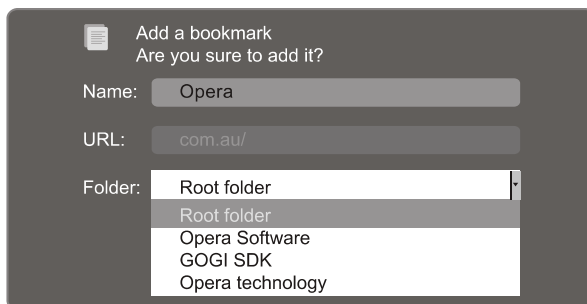 Add a bookmark
Are you sure to add it?
Name: Opera
URL: com.au/
Folder: Root folder
Root folder
Opera Software
GOGI SDK
Opera technology